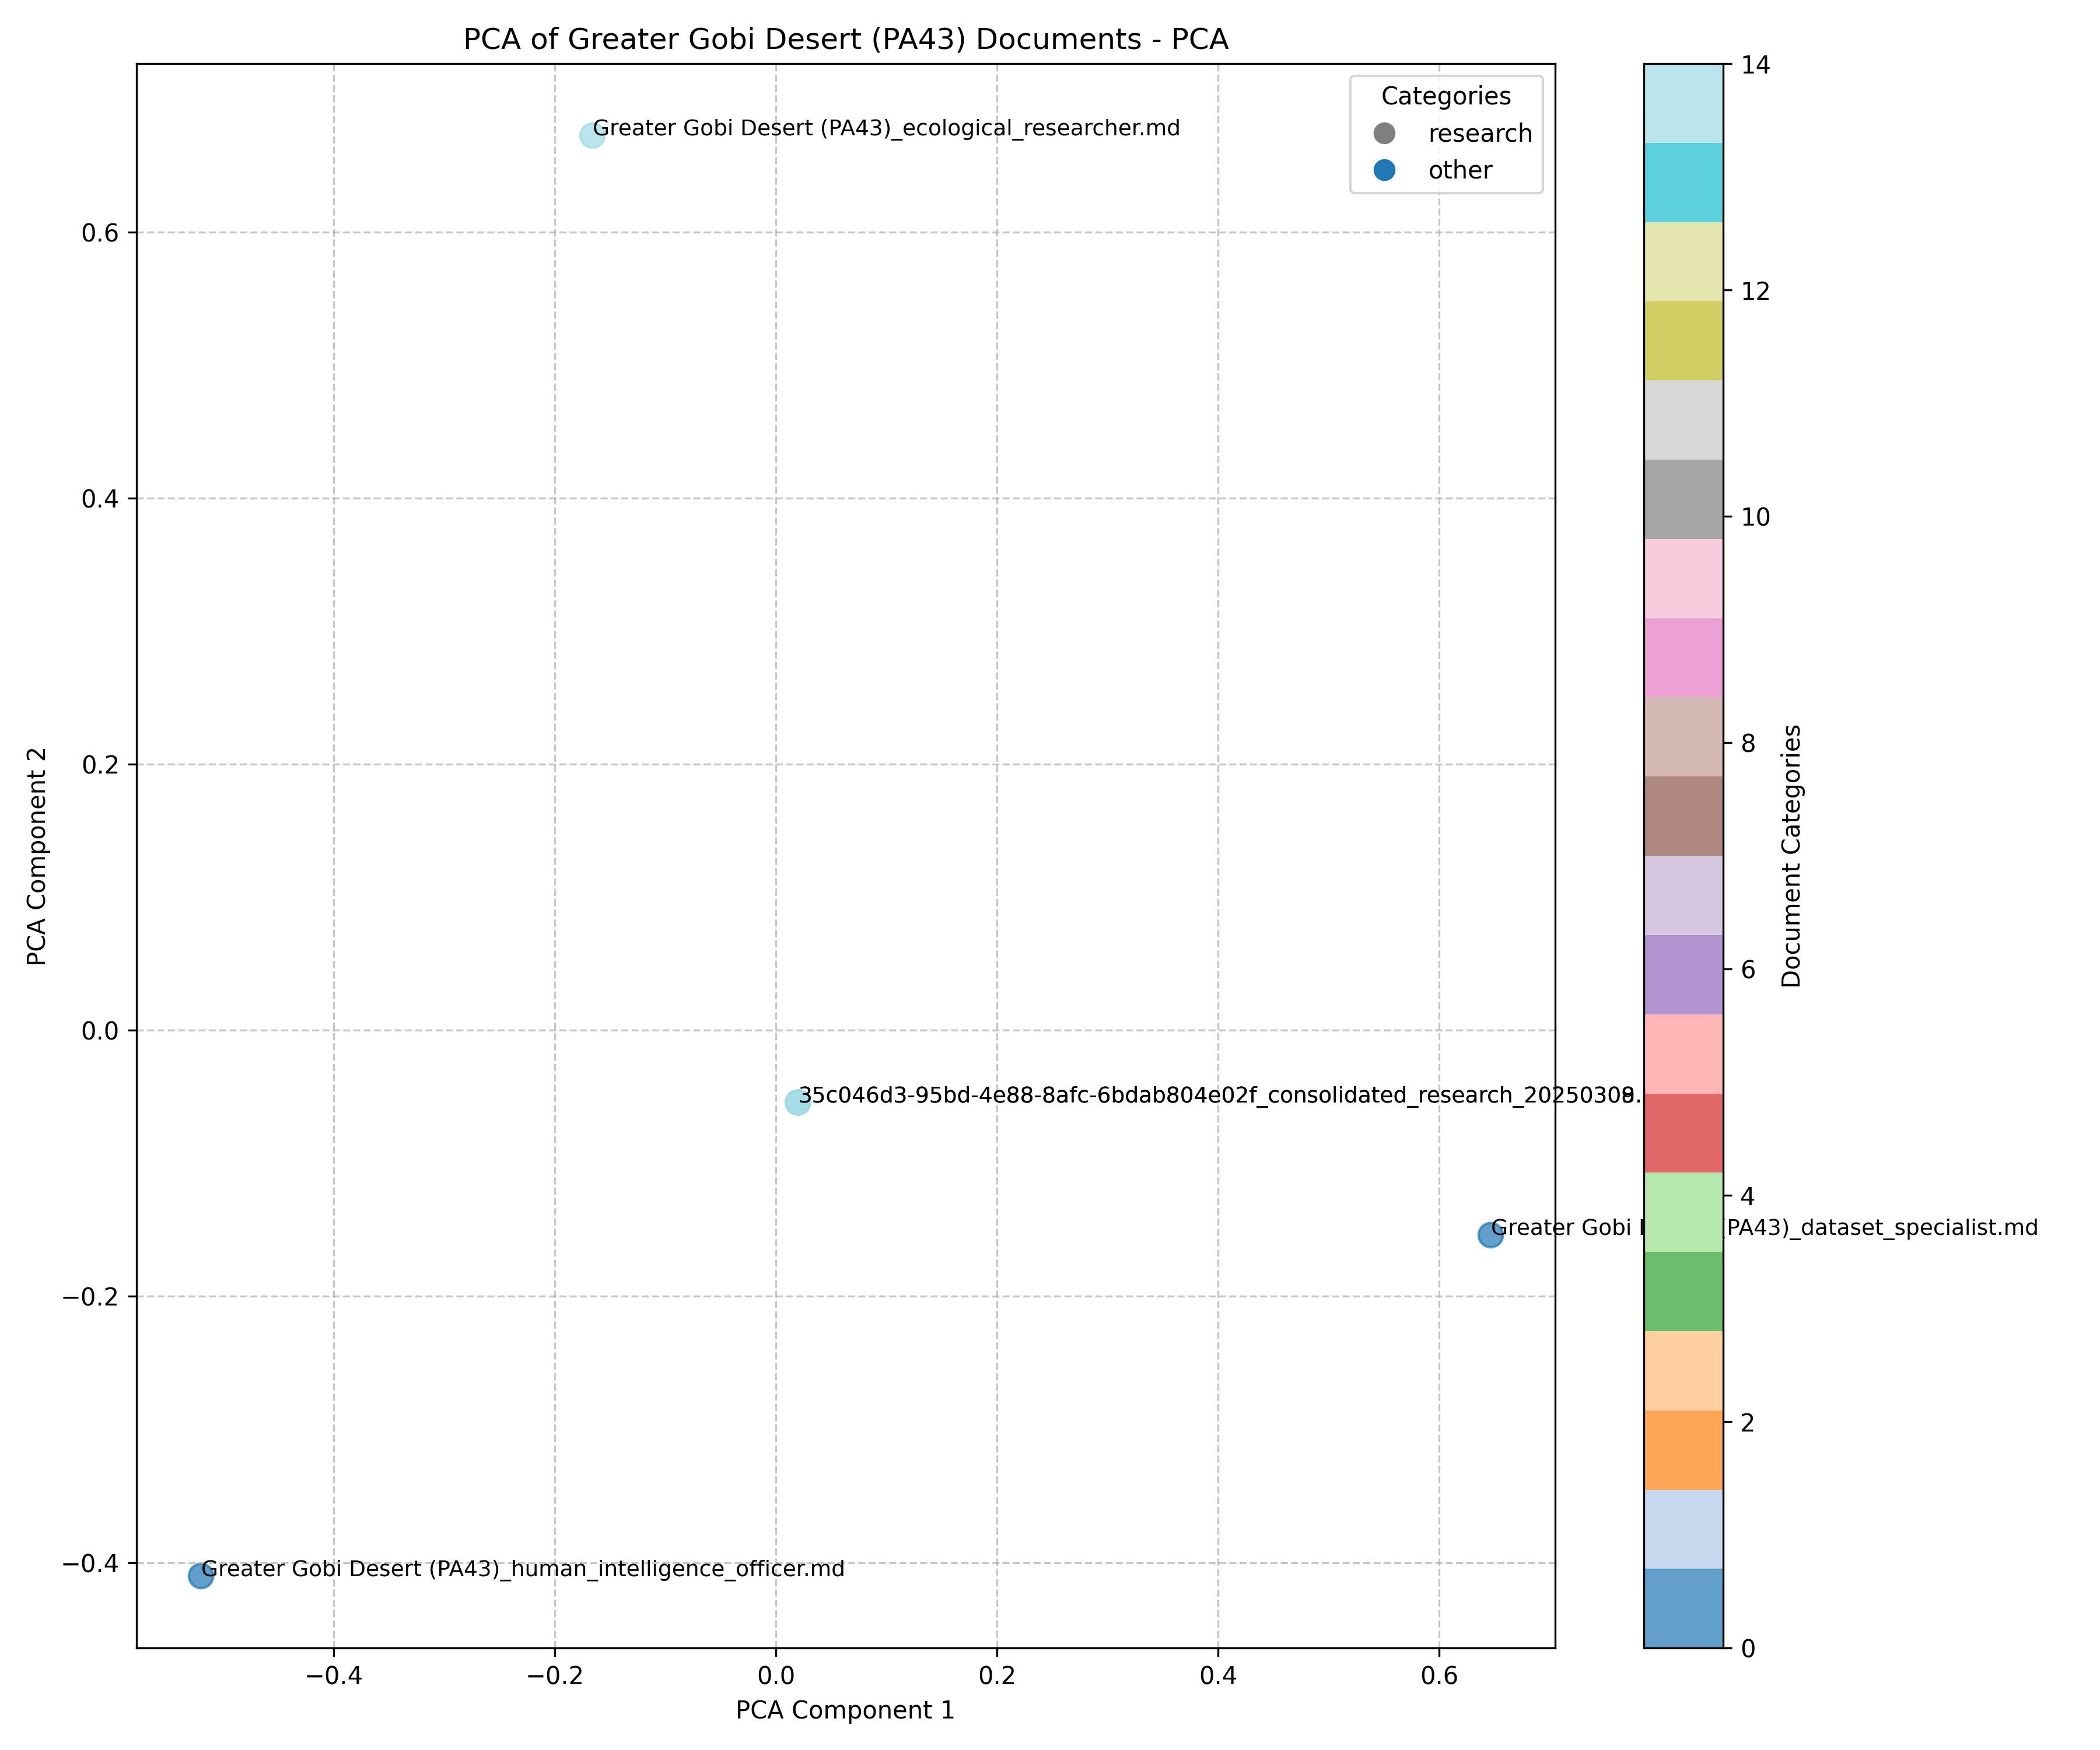 PCA of Greater Gobi Desert (PA43) Documents - PCA
Categories
research
other
Greater Gobi Desert (PA43)_ecological_researcher.md
35c046d3-95bd-4e88-8afc-6bdab804e02f_consolidated_research_2025030
Greater Gobi PA43)_dataset_specialist.md
Greater Gobi Desert (PA43)_human_intelligence_officer.md
0.6
0.4
0.2
0.0
−0.2
−0.4
PCA Component 2
−0.4
−0.2
0.0
0.2
0.4
0.6
PCA Component 1
14
12
10
8
6
4
2
0
Document Categories